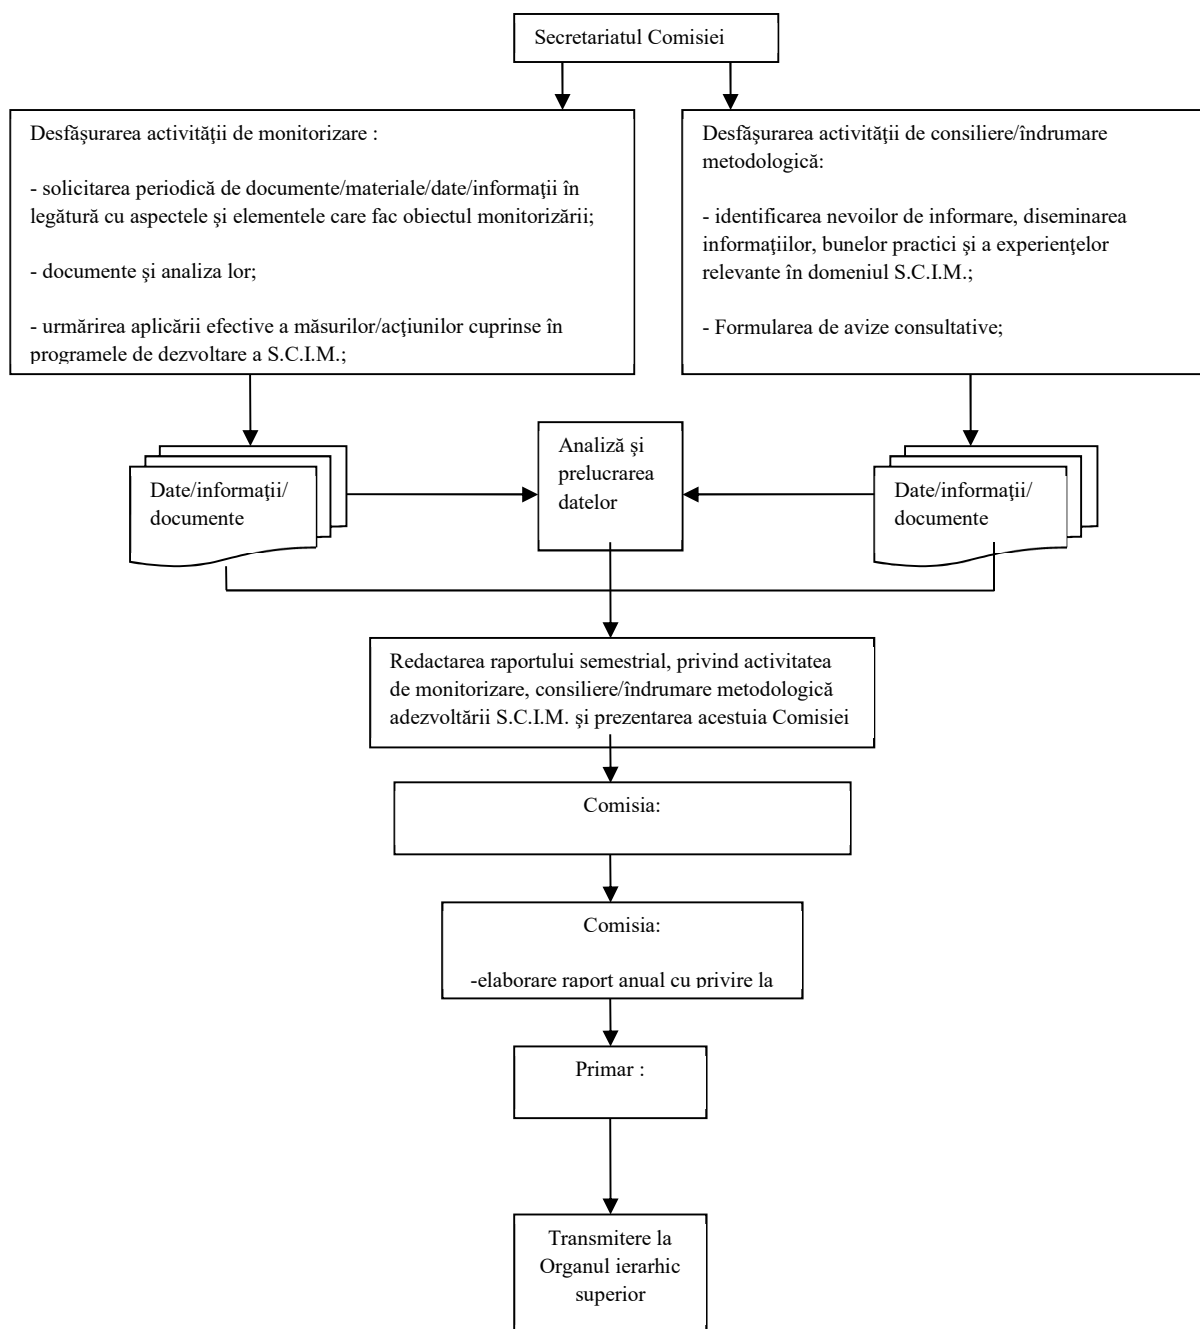 Secretariatul Comisiei
Desfăşurarea activităţii de monitorizare :
- solicitarea periodică de documente/materiale/date/informaţii în
legătură cu aspectele şi elementele care fac obiectul monitorizării;
- documente şi analiza lor;
- urmărirea aplicării efective a măsurilor/acţiunilor cuprinse în
programele de dezvoltare a S.C.I.M.;
Desfăşurarea activităţii de consiliere/îndrumare
metodologică:
- identificarea nevoilor de informare, diseminarea
informaţiilor, bunelor practici şi a experienţelor
relevante în domeniul S.C.I.M.;
- Formularea de avize consultative;
Date/informaţii/
documente
Analiză şi
prelucrarea
datelor
Date/informaţii/
documente
Redactarea raportului semestrial, privind activitatea
de monitorizare, consiliere/îndrumare metodologică
adezvoltării S.C.I.M. şi prezentarea acestuia Comisiei
Comisia:
Comisia:
-elaborare raport anual cu privire la
Primar :
Transmitere la
Organul ierarhic
superior